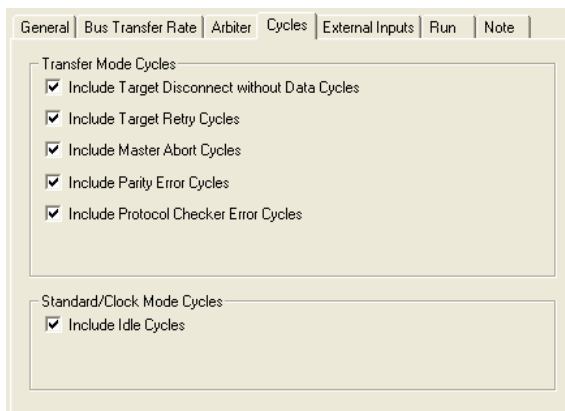 General Bus Transfer Rate Arbiter Cycles External Inputs Run Note
Transfer Mode Cycles
Include Target Disconnect without Data Cycles
Include Target Retry Cycles
Include Master Abort Cycles
Include Parity Error Cycles
Include Protocol Checker Error Cycles
Standard/Clock Mode Cycles
Include Idle Cycles